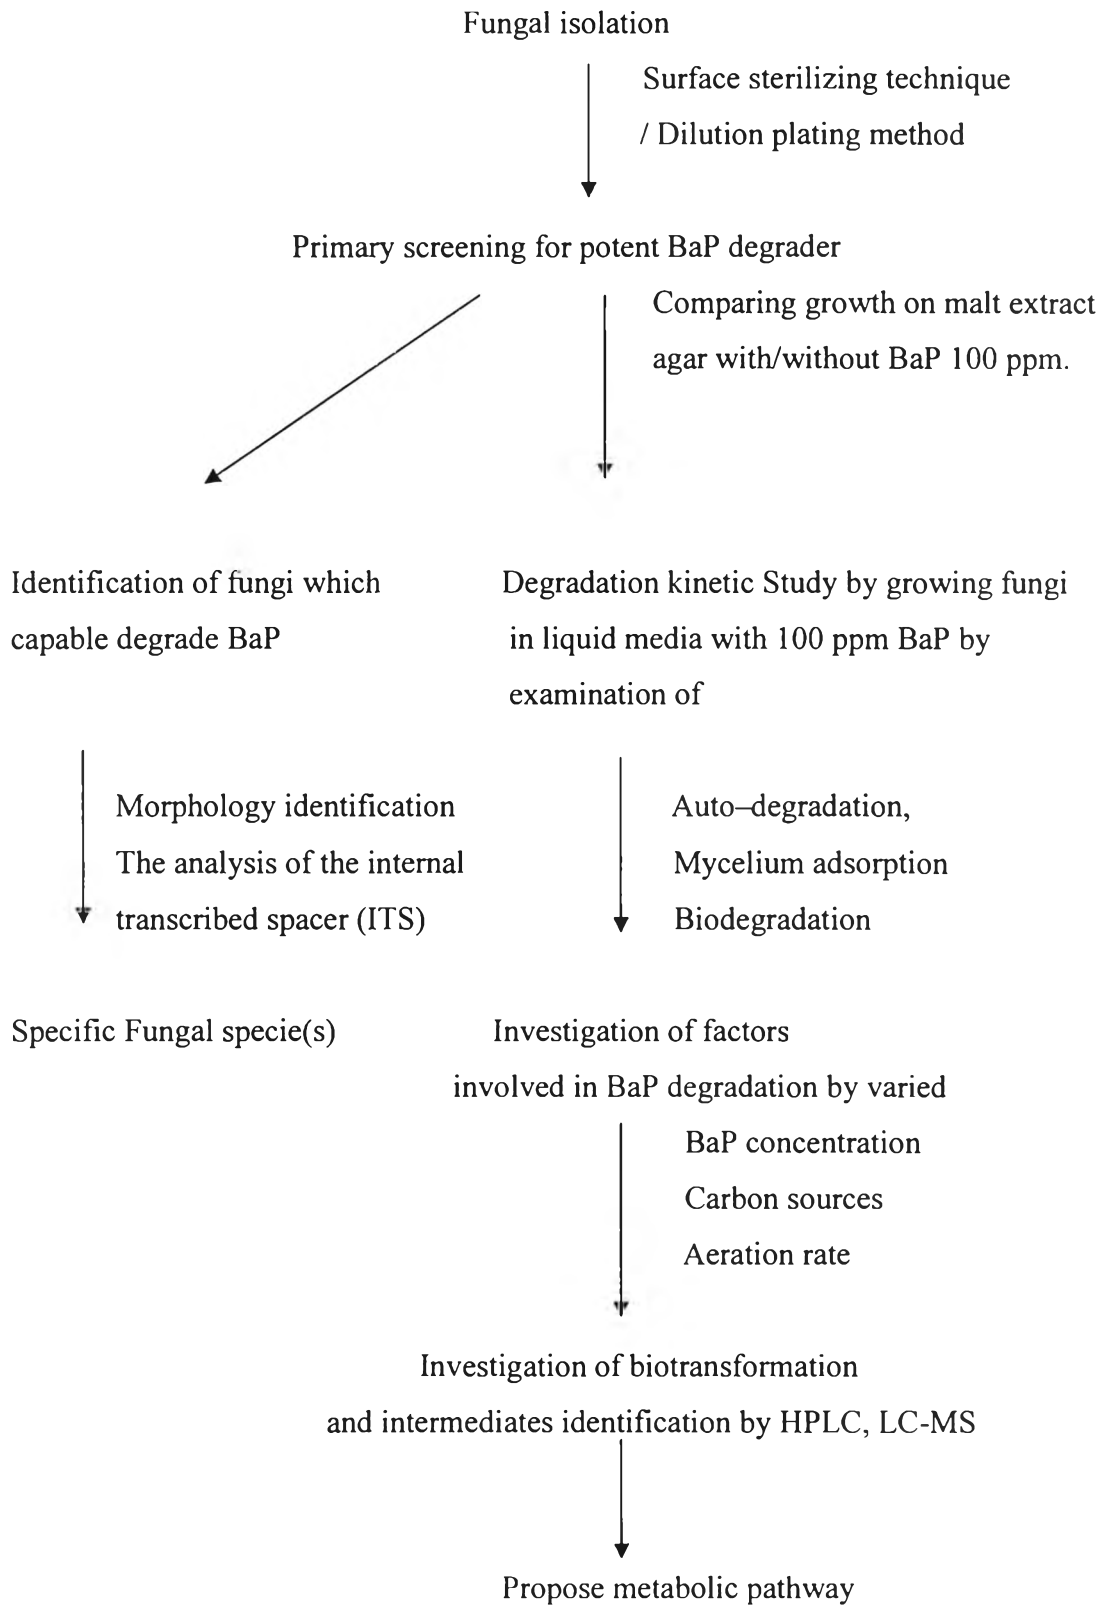 Fungal isolation
Surface sterilizing technique
/ Dilution plating method
Primary screening for potent BaP degrader
Comparing growth on malt extract
agar with/without BaP 100 ppm.
Identification of fungi which
capable degrade BaP
Degradation kinetic Study by growing fungi
in liquid media with 100 ppm BaP by
examination of
Morphology identification
The analysis of the internal
transcribed spacer (ITS)
Auto–degradation,
Mycelium adsorption
Biodegradation
Specific Fungal specie(s)
Investigation of factors
involved in BaP degradation by varied
BaP concentration
Carbon sources
Aeration rate
Investigation of biotransformation
and intermediates identification by HPLC, LC-MS
Propose metabolic pathway